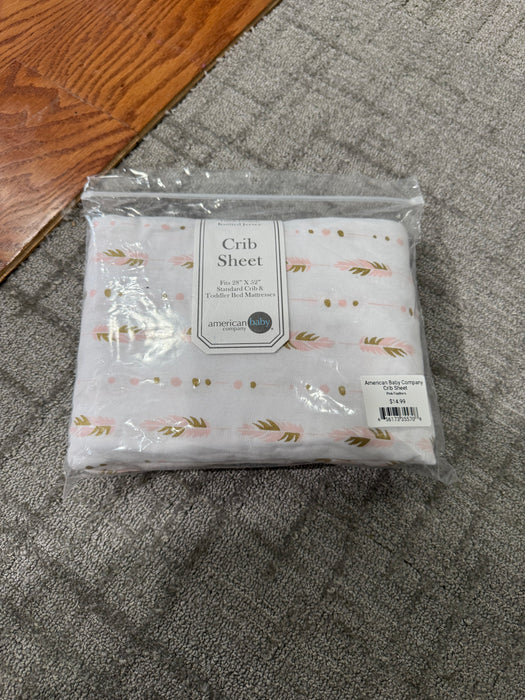 Knitted Jersey
Crib
Sheet
Fits 28" X 52"
Standard Crib &
Toddler Bed Mattresses
american baby
company
American Baby Company
Crib Sheet
Pink Feathers
$14.99